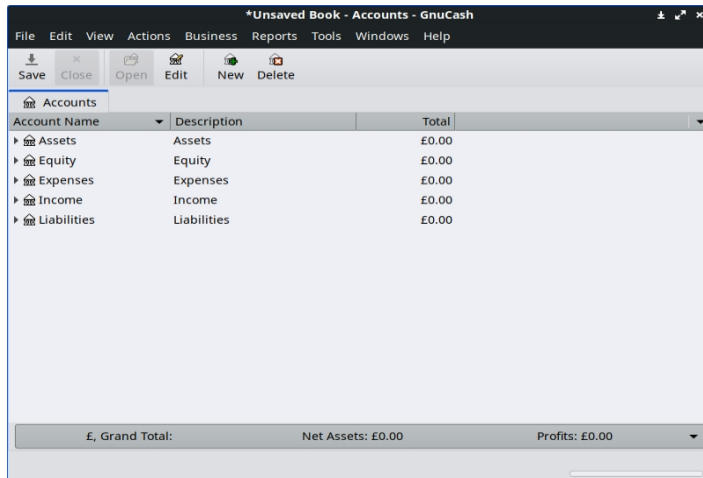 *Unsaved Book - Accounts - GnuCash
File Edit View Actions Business Reports Tools Windows Help
Save Close Open Edit New Delete
Accounts
Account Name Description Total
Assets Assets £0.00
Equity Equity £0.00
Expenses Expenses £0.00
Income Income £0.00
Liabilities Liabilities £0.00
£, Grand Total: Net Assets: £0.00 Profits: £0.00